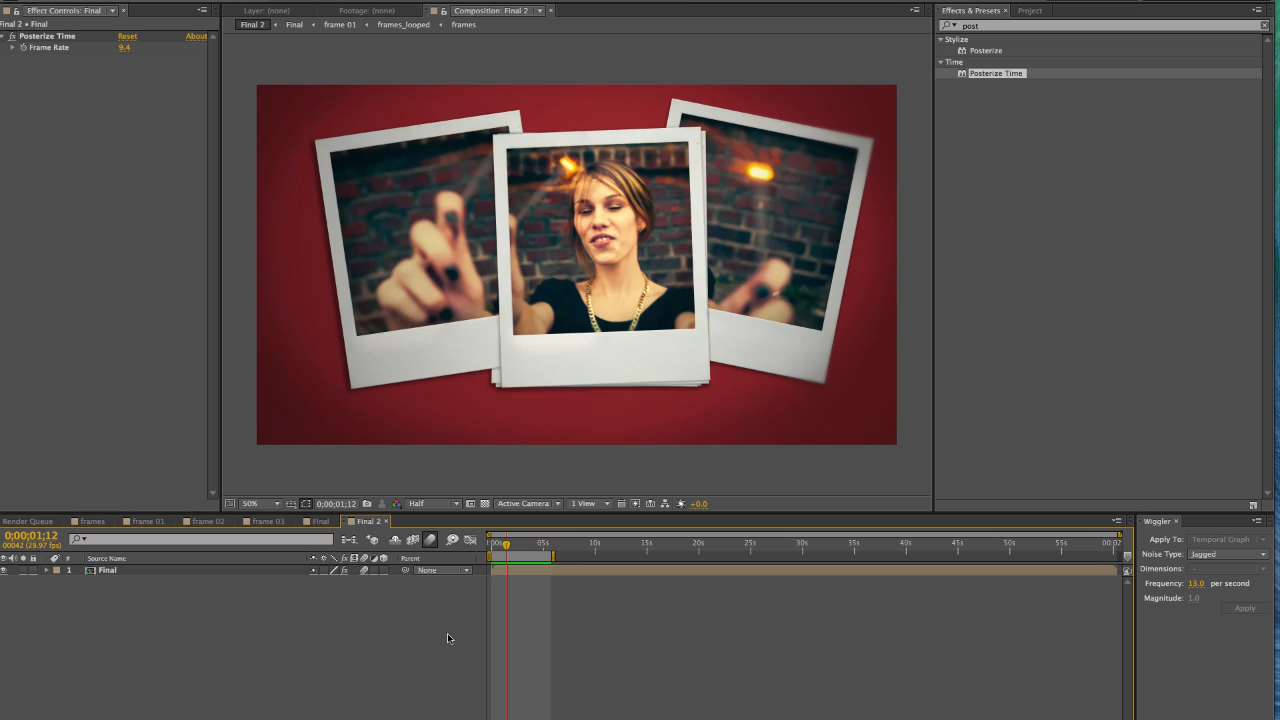 Effect Controls: Final
Final 2 • Final
fx Posterize Time Reset About
Frame Rate 9.4
Layer: (none) Footage: (none) Composition: Final 2
Final 2 Final frame 01 frames_looped frames
50% 0;00;01;12 Half Active Camera 1 View +0.0
Effects & Presets Project
post
Stylize
Posterize
Time
Posterize Time
Render Queue frames frame 01 frame 02 frame 03 Final Final 2
0;00;01;12
00042 (29.97 fps)
:00s 05s 10s 15s 20s 25s 30s 35s 40s 45s 50s 55s 00:02
# Source Name Parent
1 Final None
Wiggler
Apply To: Temporal Graph
Noise Type: Jagged
Dimensions: -
Frequency: 13.0 per second
Magnitude: 1.0
Apply